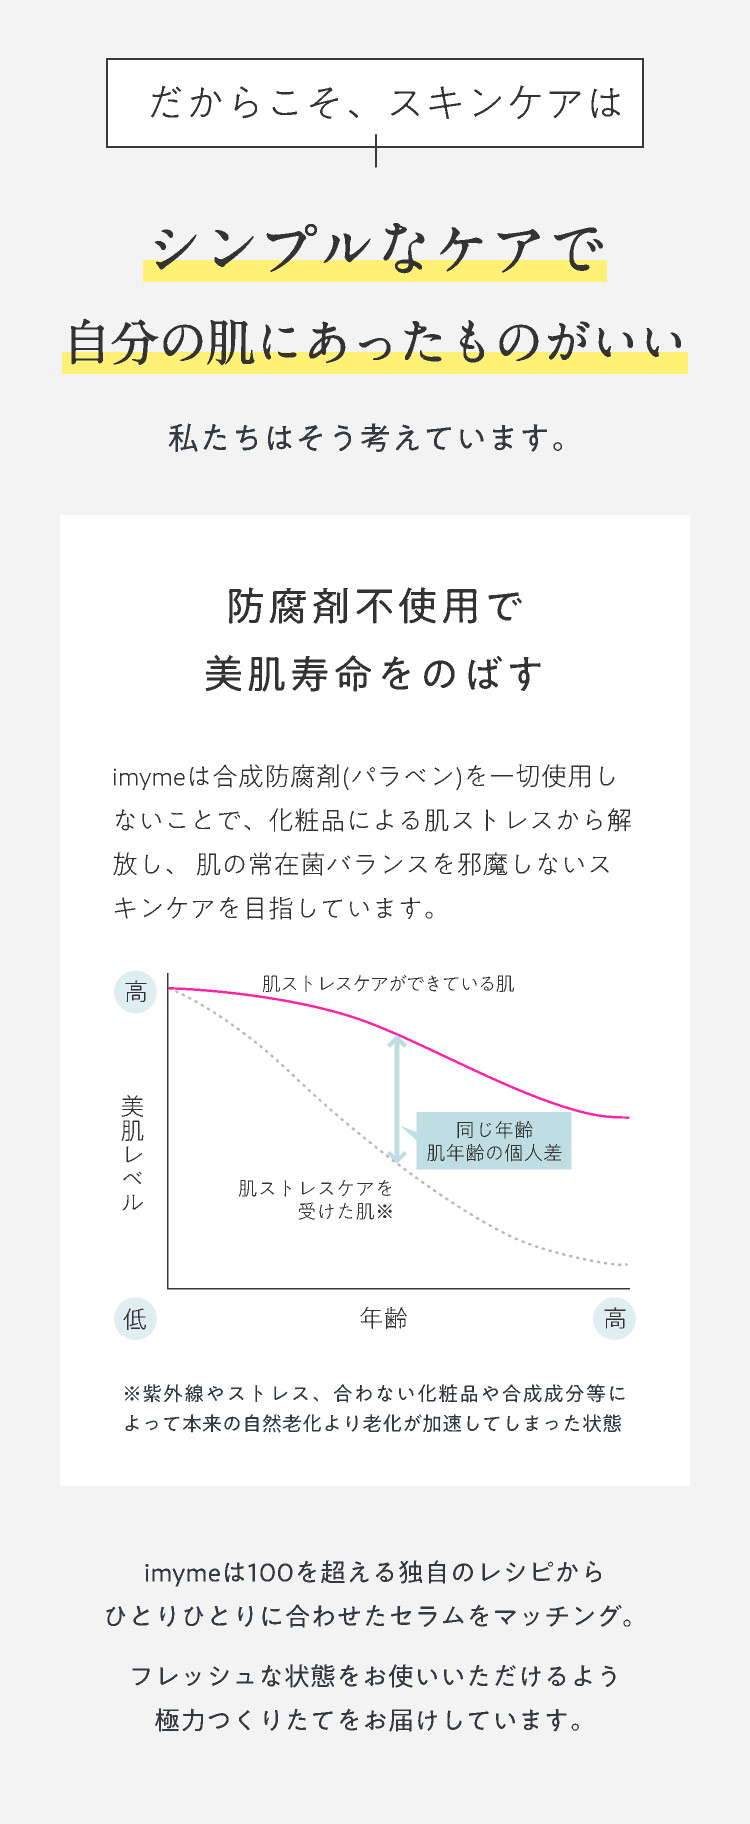 だからこそ、スキンケアは
シンプルなケアで
自分の肌にあったものがいい
私たちはそう考えています。
防腐剤不使用で
美肌寿命をのばす
imymeは合成防腐剤(パラベン)を一切使用し
ないことで、化粧品による肌ストレスから解
放し、 肌の常在菌バランスを邪魔しないス
キンケアを目指しています。
高
肌ストレスケアができている肌
美肌レベル
同じ年齢
肌年齢の個人差
肌ストレスケアを
受けた肌※
低
年齢
高
※紫外線やストレス、合わない化粧品や合成成分等に
よって本来の自然老化より老化が加速してしまった状態
imymeは100を超える独自のレシピから
ひとりひとりに合わせたセラムをマッチング。
フレッシュな状態をお使いいただけるよう
極力つくりたてをお届けしています。